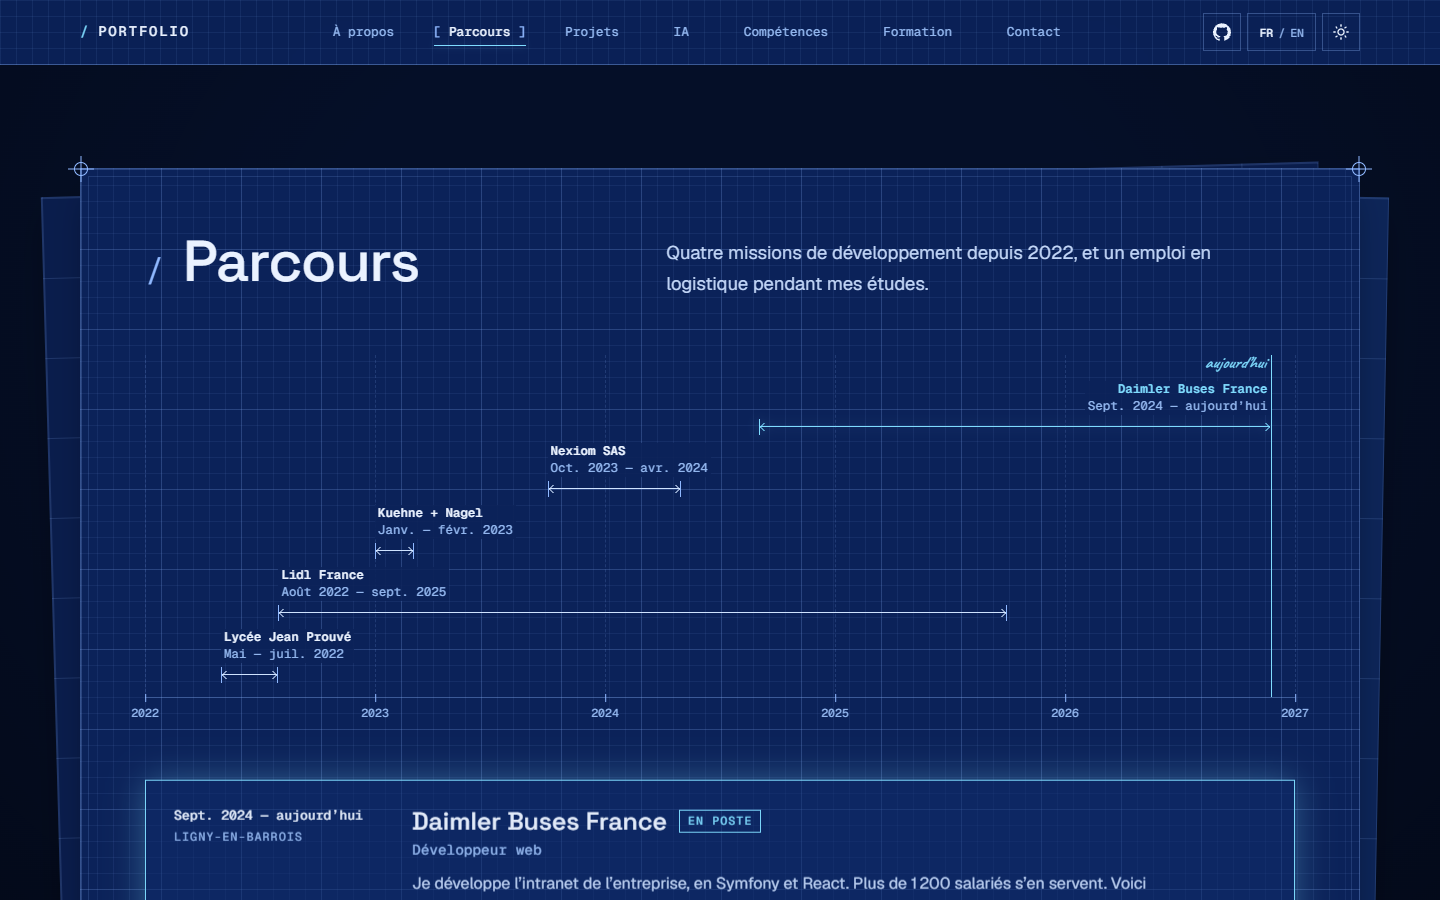 / PORTFOLIO
À propos
[ Parcours ]
Projets
IA
Compétences
Formation
Contact
FR / EN
/ Parcours
Quatre missions de développement depuis 2022, et un emploi en
logistique pendant mes études.
aujourd'hui
Daimler Buses France
Sept. 2024 — aujourd'hui
Nexiom SAS
Oct. 2023 — avr. 2024
Kuehne + Nagel
Janv. — févr. 2023
Lidl France
Août 2022 — sept. 2025
Lycée Jean Prouvé
Mai — juil. 2022
2022
2023
2024
2025
2026
2027
Sept. 2024 — aujourd'hui
LIGNY-EN-BARROIS
Daimler Buses France
EN POSTE
Développeur web
Je développe l’intranet de l’entreprise, en Symfony et React. Plus de 1 200 salariés s’en servent. Voici